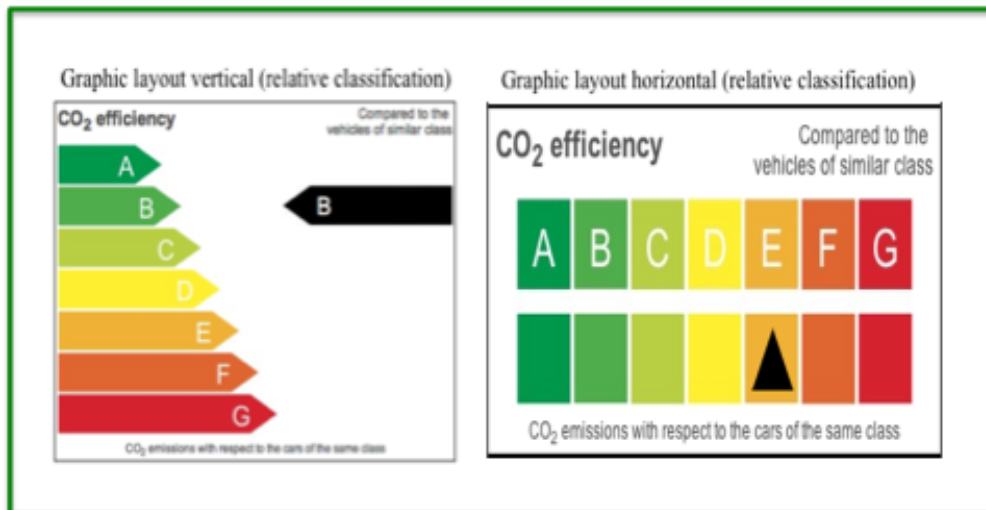 Graphic layout vertical (relative classification)
CO₂ efficiency
Compared to the
vehicles of similar class
A
B
B
C
D
E
F
G
CO₂ emissions with respect to the cars of the same class
Graphic layout horizontal (relative classification)
CO₂ efficiency
Compared to the
vehicles of similar class
A B C D E F G
CO₂ emissions with respect to the cars of the same class